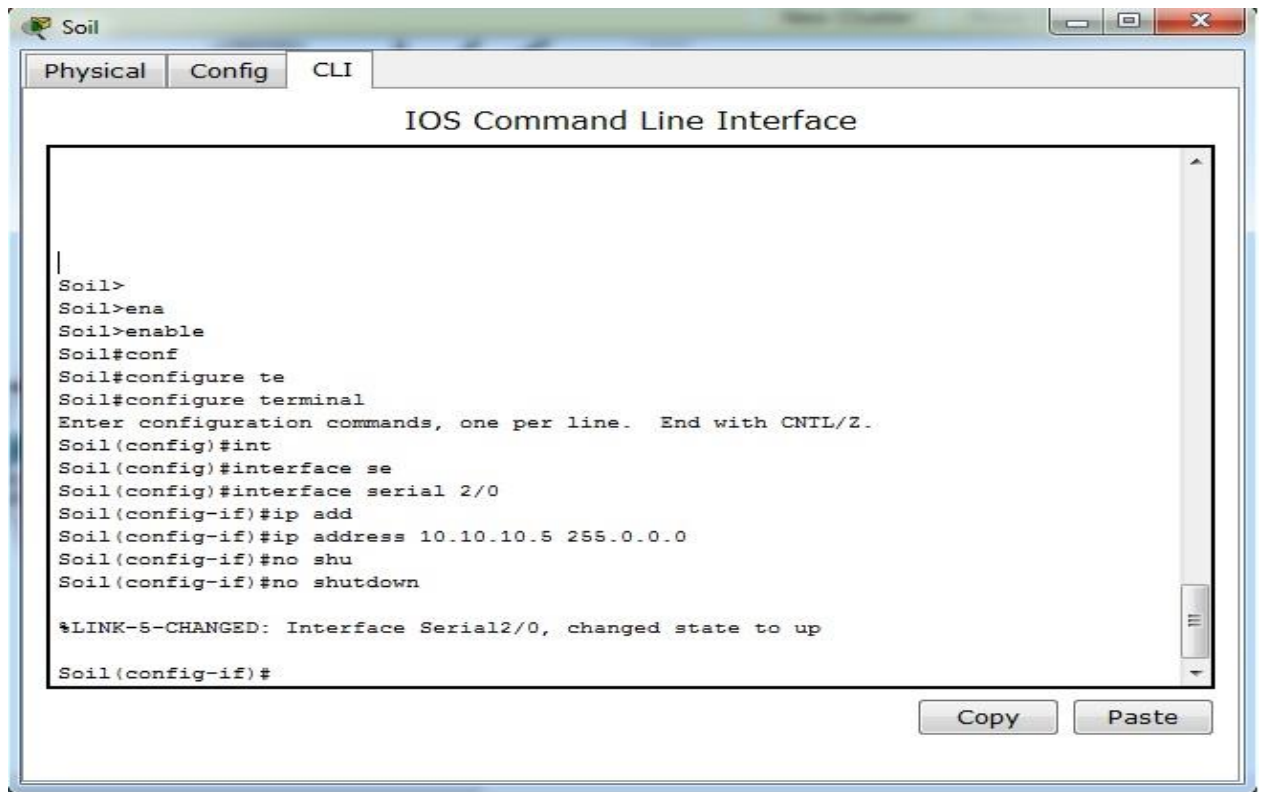 Soil
Physical Config CLI
IOS Command Line Interface
Soil>
Soil>ena
Soil>enable
Soil#conf
Soil#configure te
Soil#configure terminal
Enter configuration commands, one per line.  End with CNTL/Z.
Soil(config)#int
Soil(config)#interface se
Soil(config)#interface serial 2/0
Soil(config-if)#ip add
Soil(config-if)#ip address 10.10.10.5 255.0.0.0
Soil(config-if)#no shu
Soil(config-if)#no shutdown
%LINK-5-CHANGED: Interface Serial2/0, changed state to up
Soil(config-if)#
Copy Paste